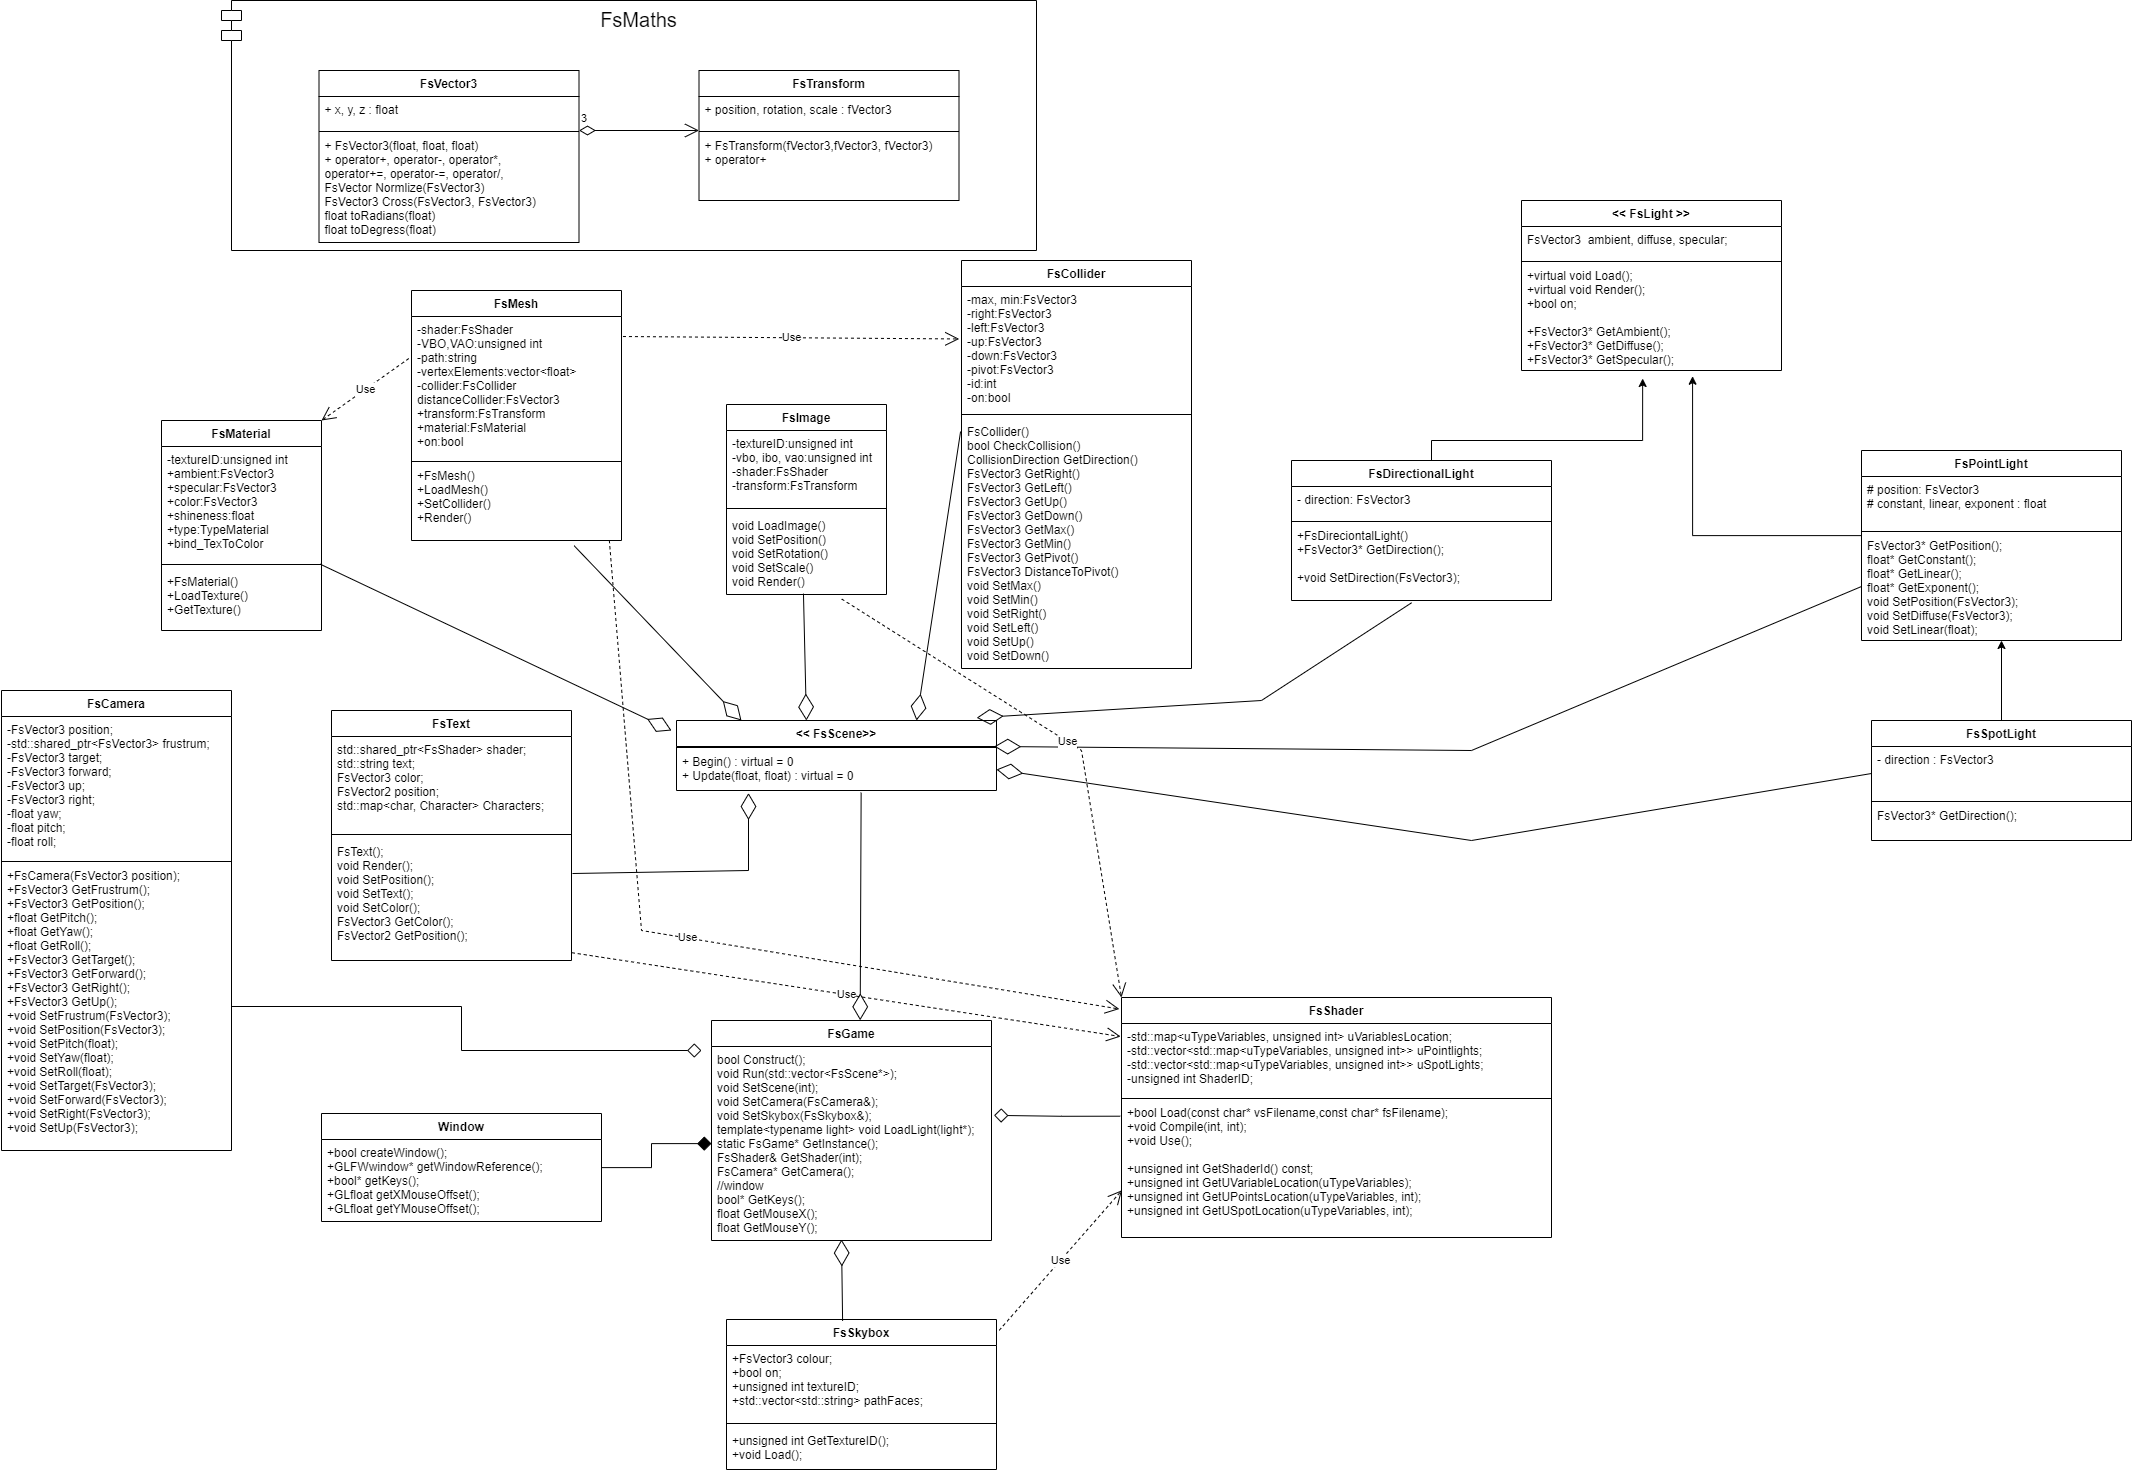 FsMaths
FsVector3
+ x, y, z : float
+ FsVector3(float, float, float)
+ operator+, operator-, operator*,
operator+=, operator-=, operator/,
FsVector Normlize(FsVector3)
FsVector3 Cross(FsVector3, FsVector3)
float toRadians(float)
float toDegress(float)
3
FsTransform
+ position, rotation, scale : fVector3
+ FsTransform(fVector3,fVector3, fVector3)
+ operator+
<< FsLight >>
FsVector3  ambient, diffuse, specular;
+virtual void Load();
+virtual void Render();
+bool on;
+FsVector3* GetAmbient();
+FsVector3* GetDiffuse();
+FsVector3* GetSpecular();
FsMesh
-shader:FsShader
-VBO,VAO:unsigned int
-path:string
-vertexElements:vector<float>
-collider:FsCollider
distanceCollider:FsVector3
+transform:FsTransform
+material:FsMaterial
+on:bool
+FsMesh()
+LoadMesh()
+SetCollider()
+Render()
Use
Use
FsCollider
-max, min:FsVector3
-right:FsVector3
-left:FsVector3
-up:FsVector3
-down:FsVector3
-pivot:FsVector3
-id:int
-on:bool
FsCollider()
bool CheckCollision()
CollisionDirection GetDirection()
FsVector3 GetRight()
FsVector3 GetLeft()
FsVector3 GetUp()
FsVector3 GetDown()
FsVector3 GetMax()
FsVector3 GetMin()
FsVector3 GetPivot()
FsVector3 DistanceToPivot()
void SetMax()
void SetMin()
void SetRight()
void SetLeft()
void SetUp()
void SetDown()
FsMaterial
-textureID:unsigned int
+ambient:FsVector3
+specular:FsVector3
+color:FsVector3
+shineness:float
+type:TypeMaterial
+bind_TexToColor
+FsMaterial()
+LoadTexture()
+GetTexture()
FsImage
-textureID:unsigned int
-vbo, ibo, vao:unsigned int
-shader:FsShader
-transform:FsTransform
void LoadImage()
void SetPosition()
void SetRotation()
void SetScale()
void Render()
FsDirectionalLight
- direction: FsVector3
+FsDireciontalLight()
+FsVector3* GetDirection();
+void SetDirection(FsVector3);
FsPointLight
# position: FsVector3
# constant, linear, exponent : float
FsVector3* GetPosition();
float* GetConstant();
float* GetLinear();
float* GetExponent();
void SetPosition(FsVector3);
void SetDiffuse(FsVector3);
void SetLinear(float);
FsCamera
-FsVector3 position;
-std::shared_ptr<FsVector3> frustrum;
-FsVector3 target;
-FsVector3 forward;
-FsVector3 up;
-FsVector3 right;
-float yaw;
-float pitch;
-float roll;
+FsCamera(FsVector3 position);
+FsVector3 GetFrustrum();
+FsVector3 GetPosition();
+float GetPitch();
+float GetYaw();
+float GetRoll();
+FsVector3 GetTarget();
+FsVector3 GetForward();
+FsVector3 GetRight();
+FsVector3 GetUp();
+void SetFrustrum(FsVector3);
+void SetPosition(FsVector3);
+void SetPitch(float);
+void SetYaw(float);
+void SetRoll(float);
+void SetTarget(FsVector3);
+void SetForward(FsVector3);
+void SetRight(FsVector3);
+void SetUp(FsVector3);
FsText
std::shared_ptr<FsShader> shader;
std::string text;
FsVector3 color;
FsVector2 position;
std::map<char, Character> Characters;
FsText();
void Render();
void SetPosition();
void SetText();
void SetColor();
FsVector3 GetColor();
FsVector2 GetPosition();
<< FsScene>>
+ Begin() : virtual = 0
+ Update(float, float) : virtual = 0
Use
FsSpotLight
- direction : FsVector3
FsVector3* GetDirection();
Use
Use
FsGame
bool Construct();
void Run(std::vector<FsScene*>);
void SetScene(int);
void SetCamera(FsCamera&);
void SetSkybox(FsSkybox&);
template<typename light> void LoadLight(light*);
static FsGame* GetInstance();
FsShader& GetShader(int);
FsCamera* GetCamera();
//window
bool* GetKeys();
float GetMouseX();
float GetMouseY();
FsShader
-std::map<uTypeVariables, unsigned int> uVariablesLocation;
-std::vector<std::map<uTypeVariables, unsigned int>> uPointlights;
-std::vector<std::map<uTypeVariables, unsigned int>> uSpotLights;
-unsigned int ShaderID;
+bool Load(const char* vsFilename,const char* fsFilename);
+void Compile(int, int);
+void Use();
+unsigned int GetShaderId() const;
+unsigned int GetUVariableLocation(uTypeVariables);
+unsigned int GetUPointsLocation(uTypeVariables, int);
+unsigned int GetUSpotLocation(uTypeVariables, int);
Window
+bool createWindow();
+GLFWwindow* getWindowReference();
+bool* getKeys();
+GLfloat getXMouseOffset();
+GLfloat getYMouseOffset();
Use
FsSkybox
+FsVector3 colour;
+bool on;
+unsigned int textureID;
+std::vector<std::string> pathFaces;
+unsigned int GetTextureID();
+void Load();